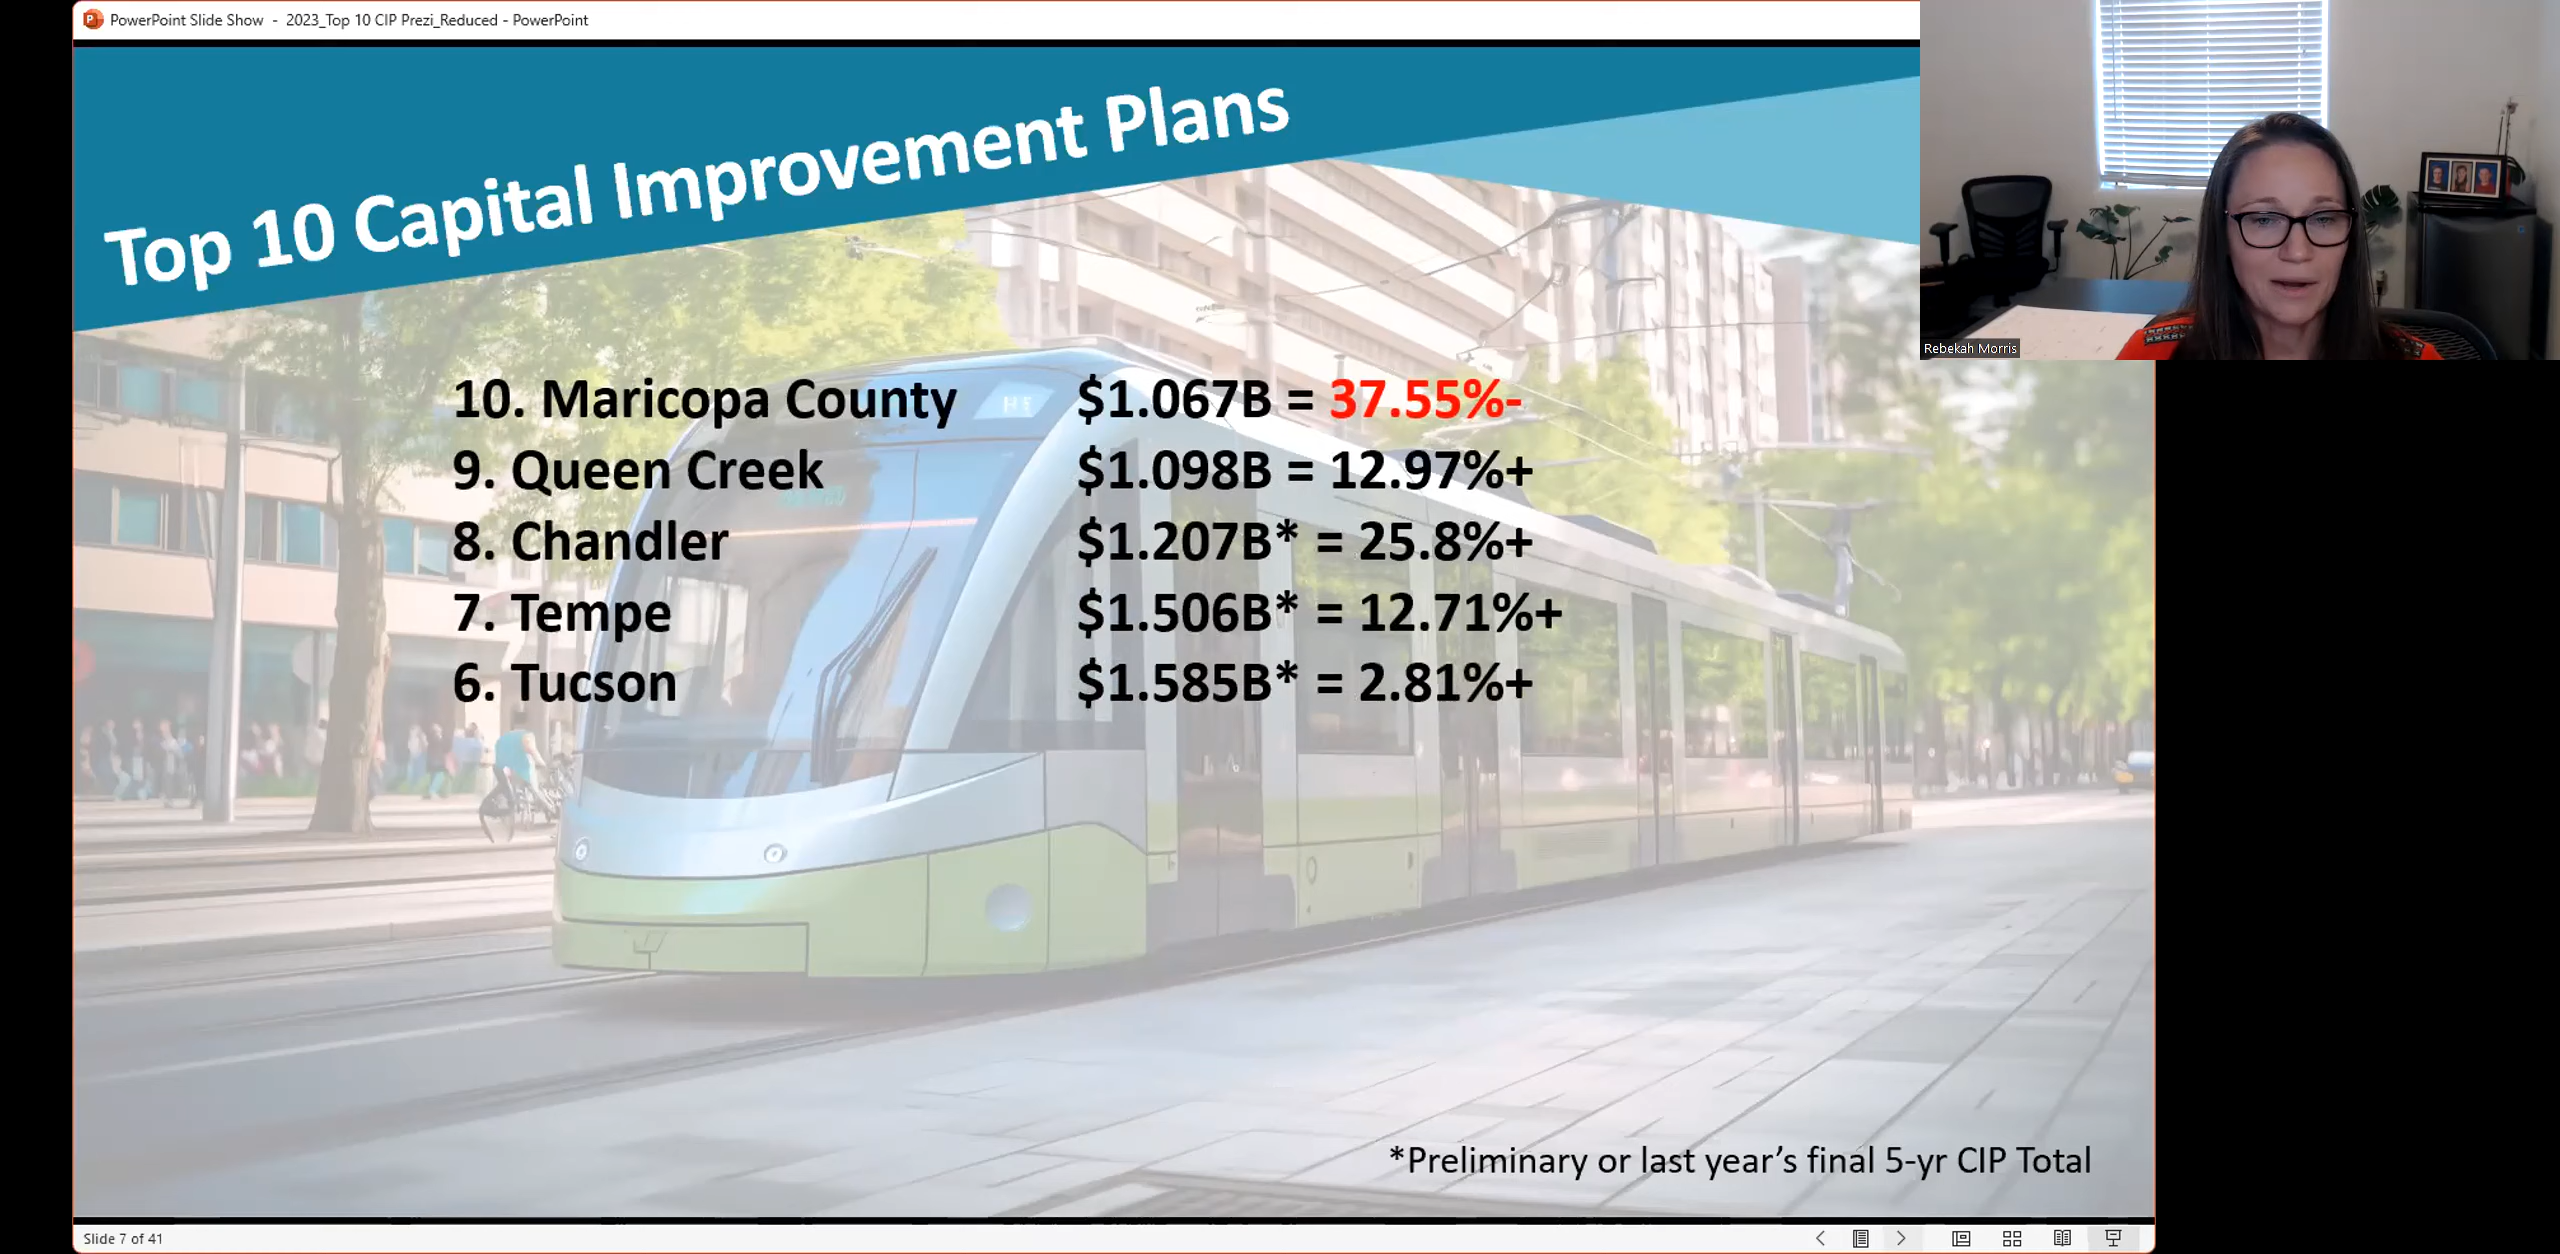 PowerPoint Slide Show - 2023_Top 10 CIP Prezi_Reduced - PowerPoint
Top 10 Capital Improvement Plans
Rebekah Morris
10. Maricopa County $1.067B = 37.55%-
9. Queen Creek $1.098B = 12.97%+
8. Chandler $1.207B* = 25.8%+
7. Tempe $1.506B* = 12.71%+
6. Tucson $1.585B* = 2.81%+
*Preliminary or last year's final 5-yr CIP Total
Slide 7 of 41